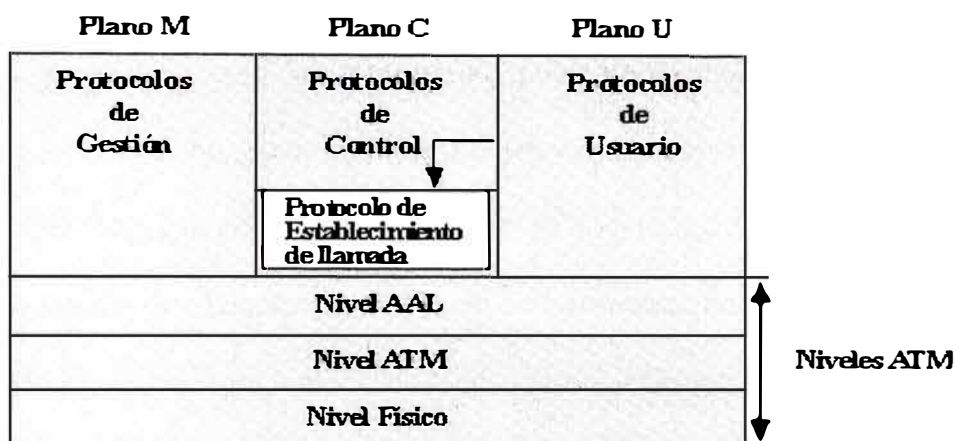 Plano M
Plano C
Plano U
Protocolos
de
Gestión
Protocolos
de
Control
Protocolos
de
Usuario
Protocolo de
Establecimiento
de llamada
Nivel AAL
Nivel ATM
Nivel Físico
Niveles ATM